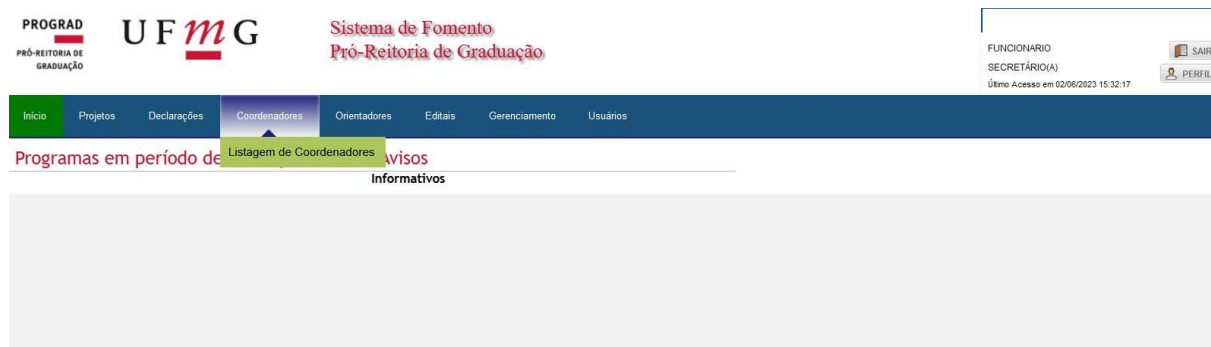 PROGRAD
PRÓ-REITORIA DE
GRADUAÇÃO
UFmG
Sistema de Fomento
Pró-Reitoria de Graduação
FUNCIONARIO
SECRETÁRIO(A)
Último Acesso em 02/06/2023 15:32:17
SAIR
PERFIL
Início Projetos Declarações Coordenadores Orientadores Editais Gerenciamento Usuários
Listagem de Coordenadores
Programas em período de Avisos
Informativos